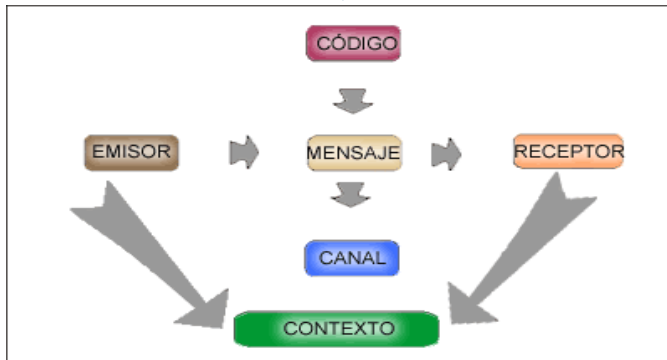 CÓDIGO
EMISOR
MENSAJE
RECEPTOR
CANAL
CONTEXTO